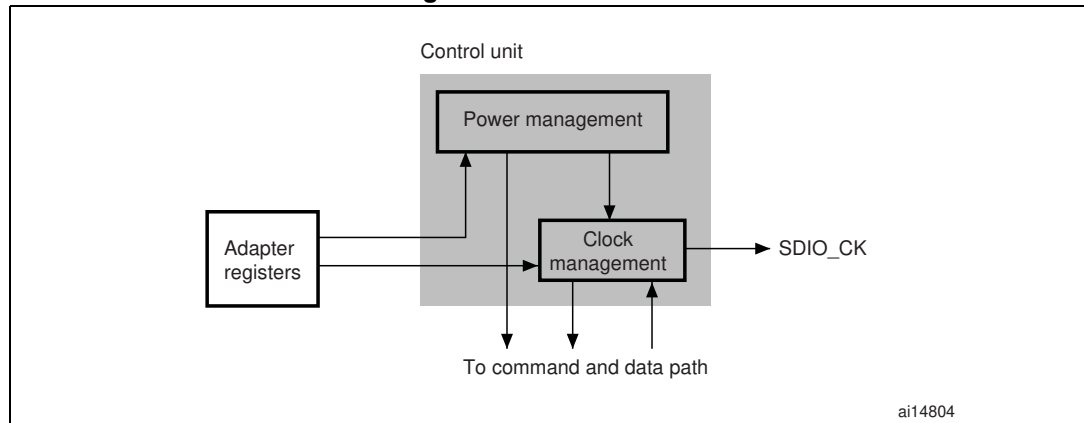 Control unit
Power management
Adapter
registers
Clock
management
SDIO_CK
To command and data path
ai14804